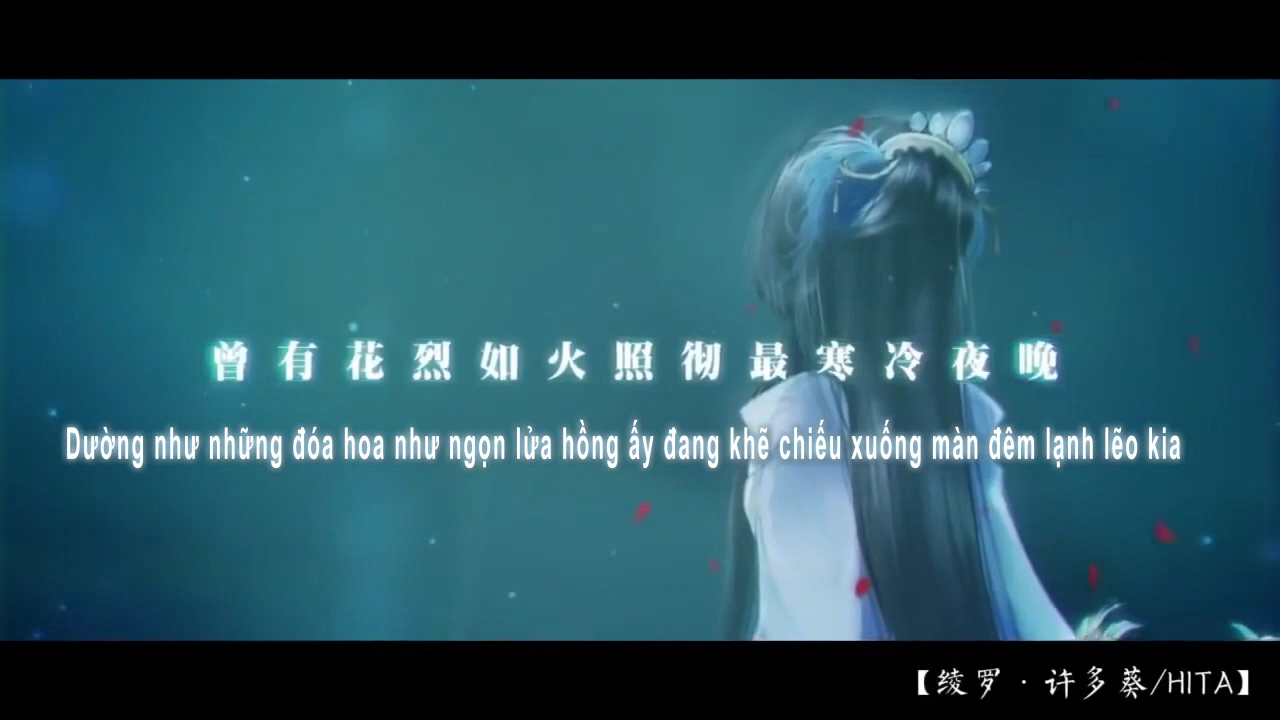 曾有花烈如火照彻最寒冷夜晚
Dường như những đóa hoa như ngọn lửa hồng ấy đang khẽ chiếu xuống màn đêm lạnh lẽo kia
【绫罗·许多葵/HITA】